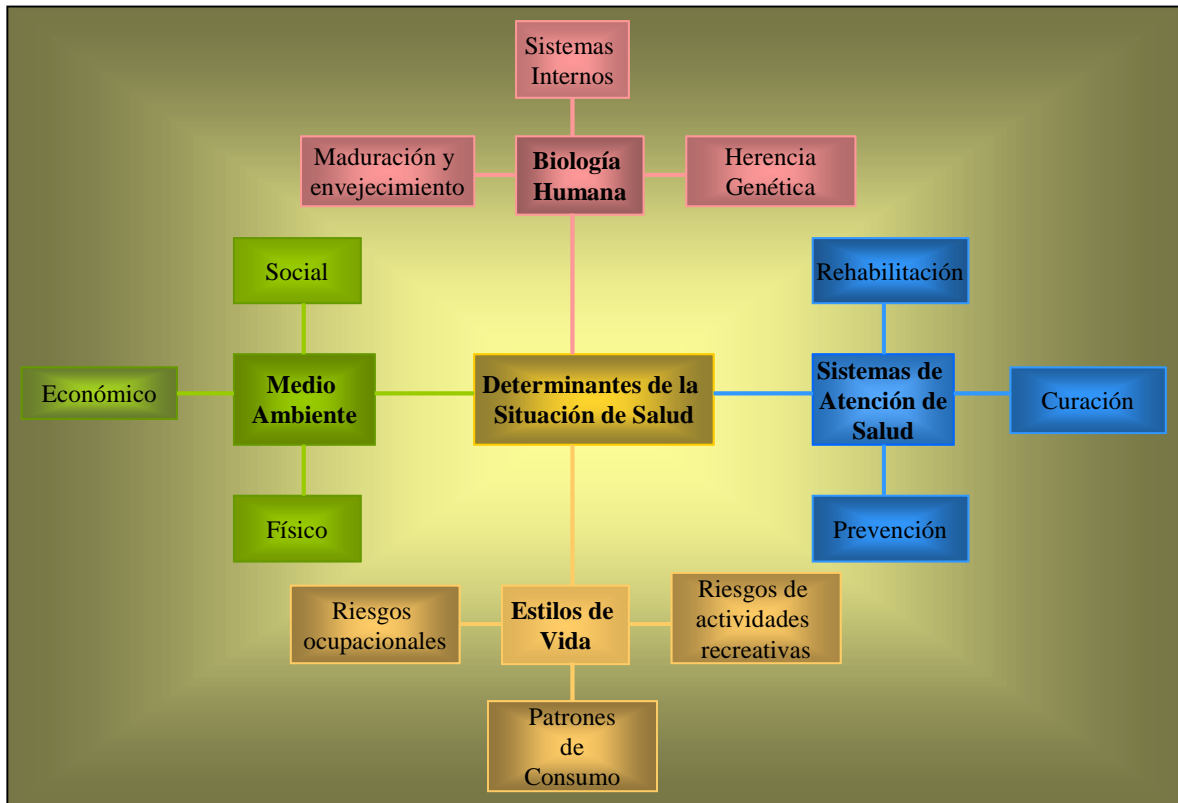 Sistemas
Internos
Maduración y
envejecimiento
Biología
Humana
Herencia
Genética
Social
Rehabilitación
Económico
Medio
Ambiente
Determinantes de la
Situación de Salud
Sistemas de
Atención de
Salud
Curación
Físico
Prevención
Riesgos
ocupacionales
Estilos de
Vida
Riesgos de
actividades
recreativas
Patrones
de
Consumo